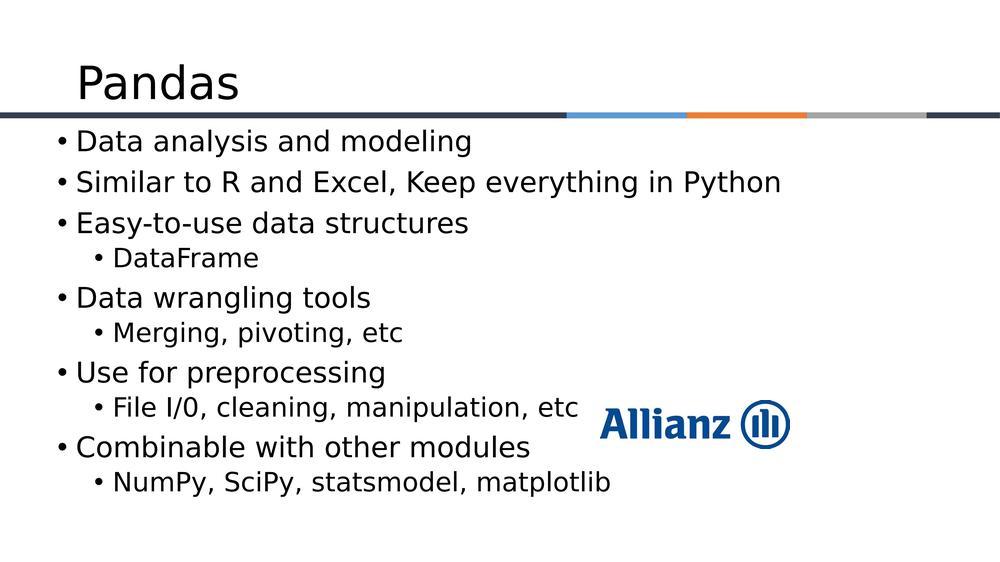 Pandas
• Data analysis and modeling
• Similar to R and Excel, Keep everything in Python
• Easy-to-use data structures
• DataFrame
• Data wrangling tools
• Merging, pivoting, etc
• Use for preprocessing
• File I/0, cleaning, manipulation, etc
Allianz
• Combinable with other modules
• NumPy, SciPy, statsmodel, matplotlib